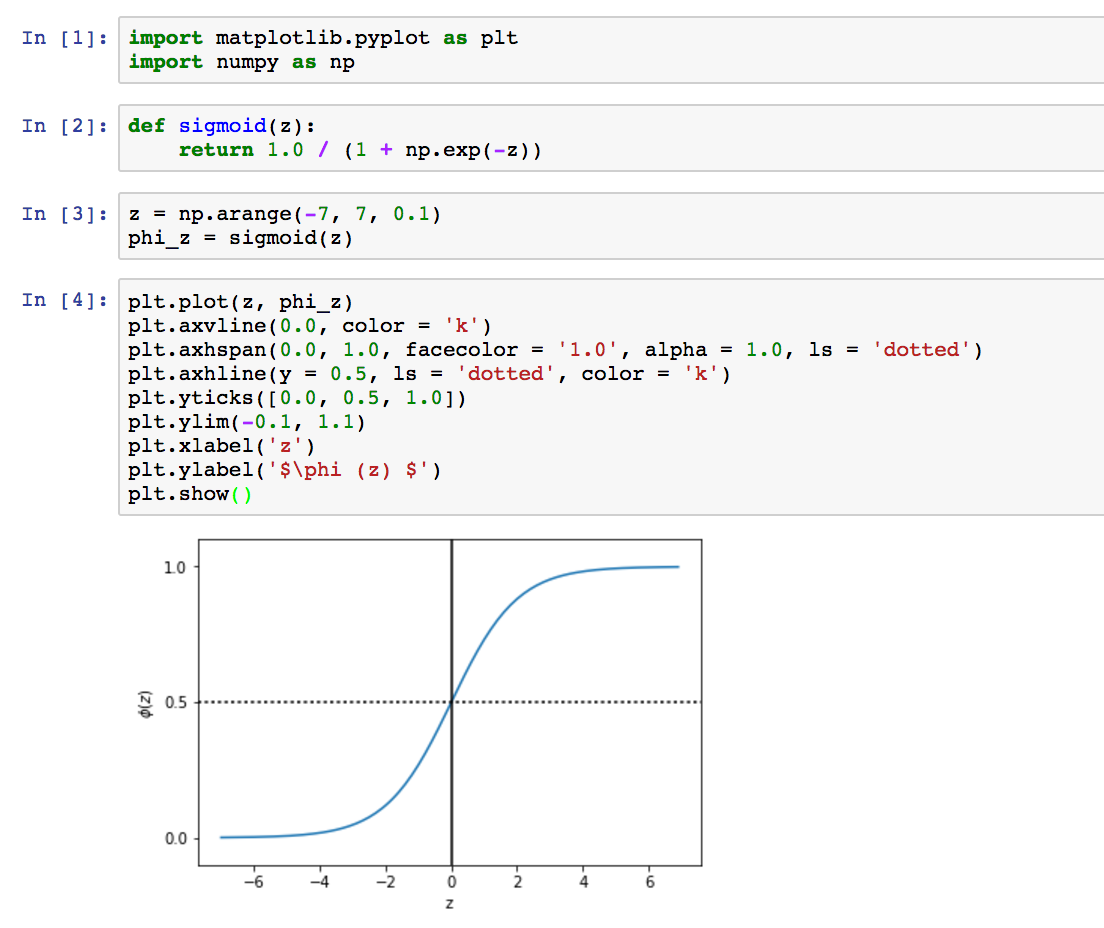 In [1]:
import matplotlib.pyplot as plt
import numpy as np
In [2]:
def sigmoid(z):
    return 1.0 / (1 + np.exp(-z))
In [3]:
z = np.arange(-7, 7, 0.1)
phi_z = sigmoid(z)
In [4]:
plt.plot(z, phi_z)
plt.axvline(0.0, color = 'k')
plt.axhspan(0.0, 1.0, facecolor = '1.0', alpha = 1.0, ls = 'dotted')
plt.axhline(y = 0.5, ls = 'dotted', color = 'k')
plt.yticks([0.0, 0.5, 1.0])
plt.ylim(-0.1, 1.1)
plt.xlabel('z')
plt.ylabel('$\phi (z) $')
plt.show()
1.0
ϕ(z)
0.5
0.0
−6 −4 −2 0 2 4 6
z